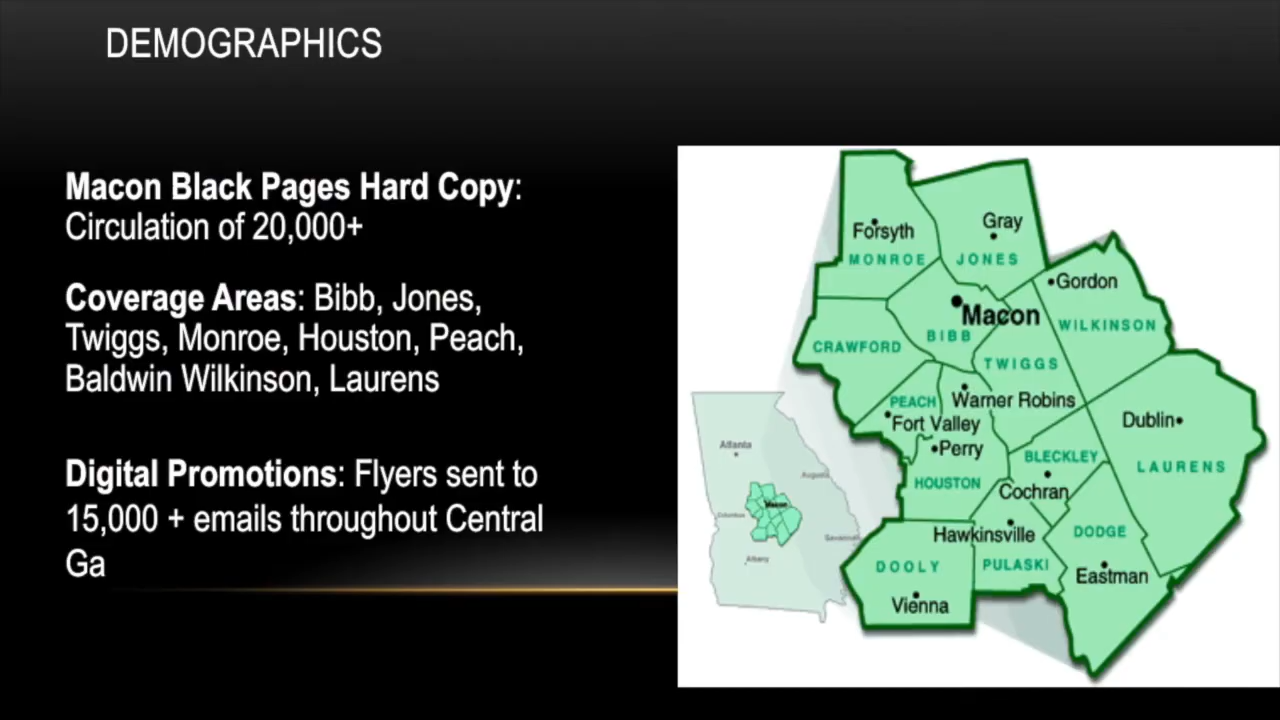 DEMOGRAPHICS
Macon Black Pages Hard Copy:
Circulation of 20,000+
Coverage Areas: Bibb, Jones,
Twiggs, Monroe, Houston, Peach,
Baldwin Wilkinson, Laurens
Digital Promotions: Flyers sent to
15,000 + emails throughout Central
Ga
Forsyth
MONROE
Gray
JONES
Gordon
WILKINSON
Macon
BIBB
CRAWFORD
TWIGGS
PEACH
Warner Robins
Fort Valley
Perry
HOUSTON
Dublin
LAURENS
BLECKLEY
Cochran
Hawkinsville
PULASKI
DODGE
Eastman
DOOLY
Vienna
Atlanta
Augusta
Macon
Columbus
Savannah
Albany